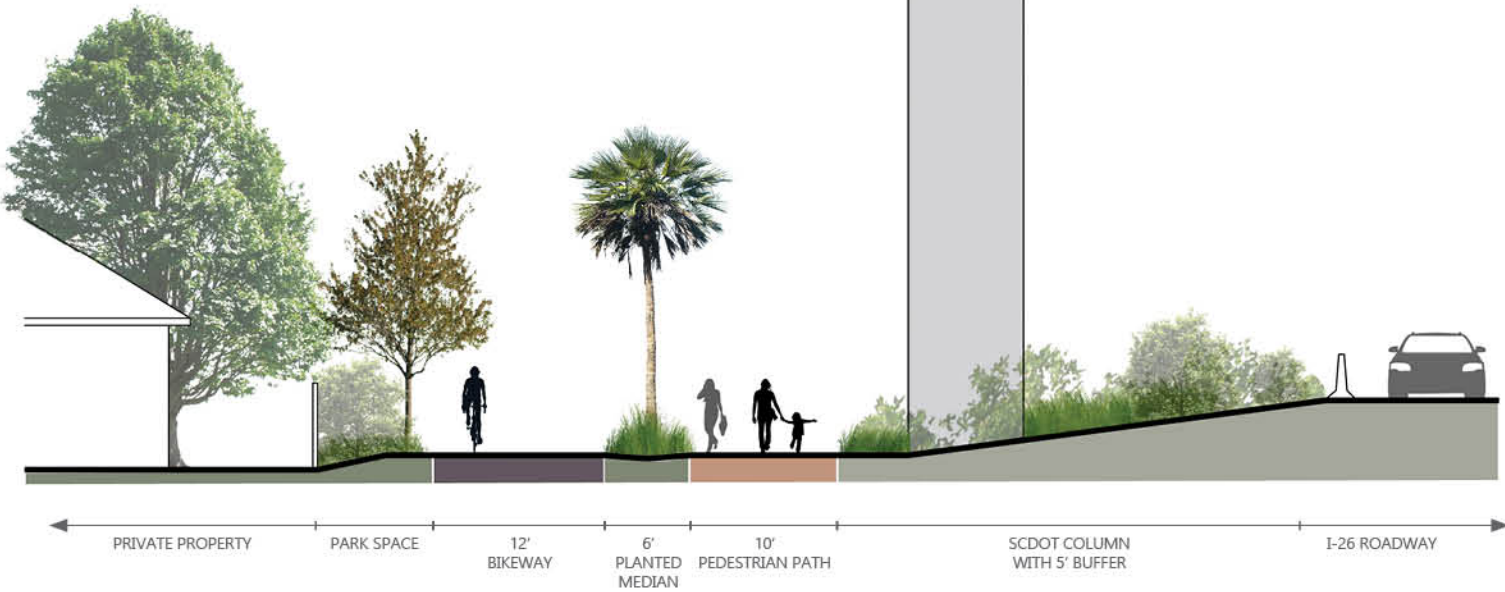 PRIVATE PROPERTY
PARK SPACE
12'
BIKEWAY
6'
PLANTED
MEDIAN
10'
PEDESTRIAN PATH
SCDOT COLUMN
WITH 5' BUFFER
I-26 ROADWAY